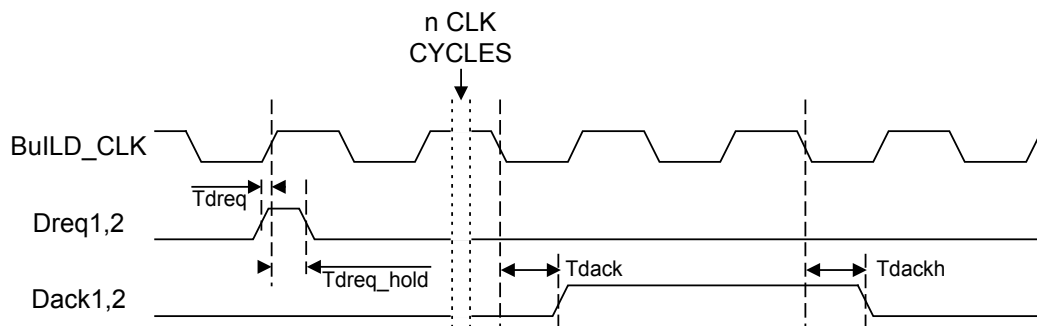 n CLK
CYCLES
BuILD_CLK
Tdreq
Dreq1,2
Tdreq_hold
Tdack
Tdackh
Dack1,2